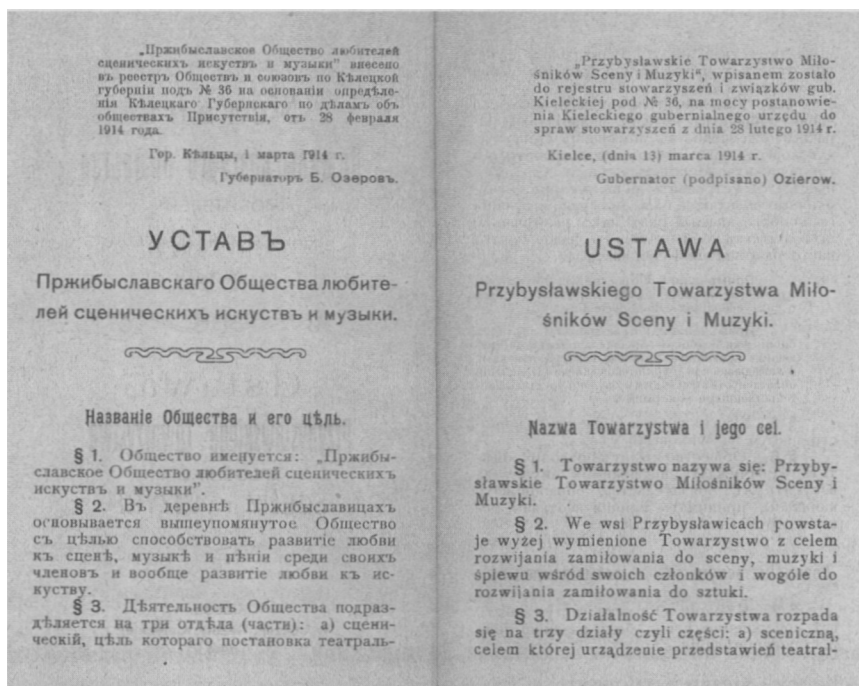 „Пржибыславское Общество любителей
сценическихъ искуствъ и музыки" внесено
въ реестръ Обществъ и союзовъ по Кѣлецкой
губерніи подъ № 36 на основаніи опредѣле-
нія Кѣлецкаго Губернскаго по дѣламъ объ
обществахъ Присутствія, отъ 28 февраля
1914 года.
Гор. Кѣльцы, 1 марта 1914 г.
Губернаторъ Б. Озеровъ.
УСТАВЪ
Пржибыславскаго Общества любите-
лей сценическихъ искуствъ и музыки.
Названіе Общества и его цѣль.
§ 1. Общество именуется: „Пржибы-
славское Общество любителей сценическихъ
искуствъ и музыки".
§ 2. Въ деревнѣ Пржибыславицахъ
основывается вышеупомянутое Общество
съ цѣлью способствовать развитіе любви
къ сценѣ, музыкѣ и пѣніи среди своихъ
членовъ и вообще развитіе любви къ ис-
куству.
§ 3. Дѣятельность Общества подраз-
дѣляется на три отдѣла (части): а) сцени-
ческій, цѣль котораго постановка театраль-
„Przybysławskie Towarzystwo Miło-
śników Sceny i Muzyki", wpisanem zostało
do rejestru stowarzyszeń i związków gub.
Kieleckiej pod № 36, na mocy postanowie-
nia Kieleckiego gubernialnego urzędu do
spraw stowarzyszeń z dnia 28 lutego 1914 r.
Kielce, (dnia 13) marca 1914 r.
Gubernator (podpisano) Ozierow.
USTAWA
Przybysławskiego Towarzystwa Miło-
śników Sceny i Muzyki.
Nazwa Towarzystwa i jego cel.
§ 1. Towarzystwo nazywa się: Przyby-
sławskie Towarzystwo Miłośników Sceny i
Muzyki.
§ 2. We wsi Przybysławicach powsta-
je wyżej wymienione Towarzystwo z celem
rozwijania zamiłowania do sceny, muzyki i
śpiewu wśród swoich członków i wogóle do
rozwijania zamiłowania do sztuki.
§ 3. Działalność Towarzystwa rozpada
się na trzy działy czyli części: a) sceniczną,
celem której urządzenie przedstawień teatral-